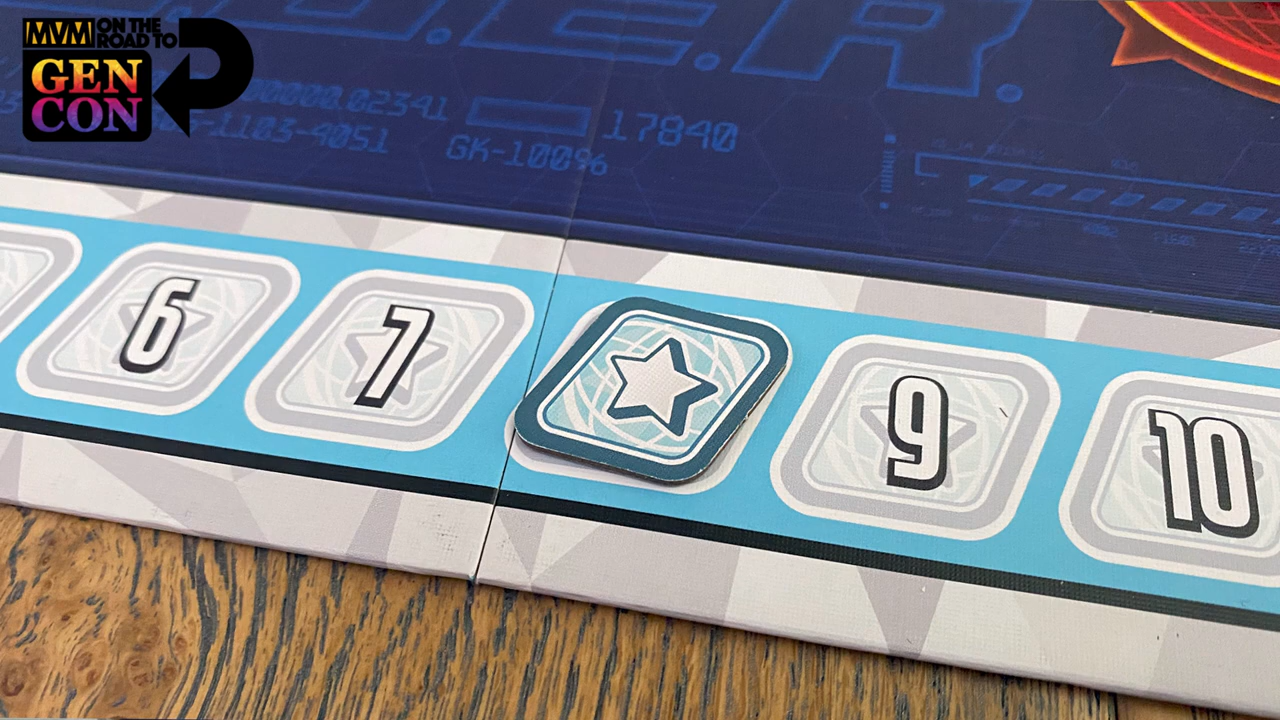 MVM ON THE
ROAD TO
GEN
CON
.D.E.R.
00000.02341
17840
-1103-4051
GK-100%
6
7
9
10